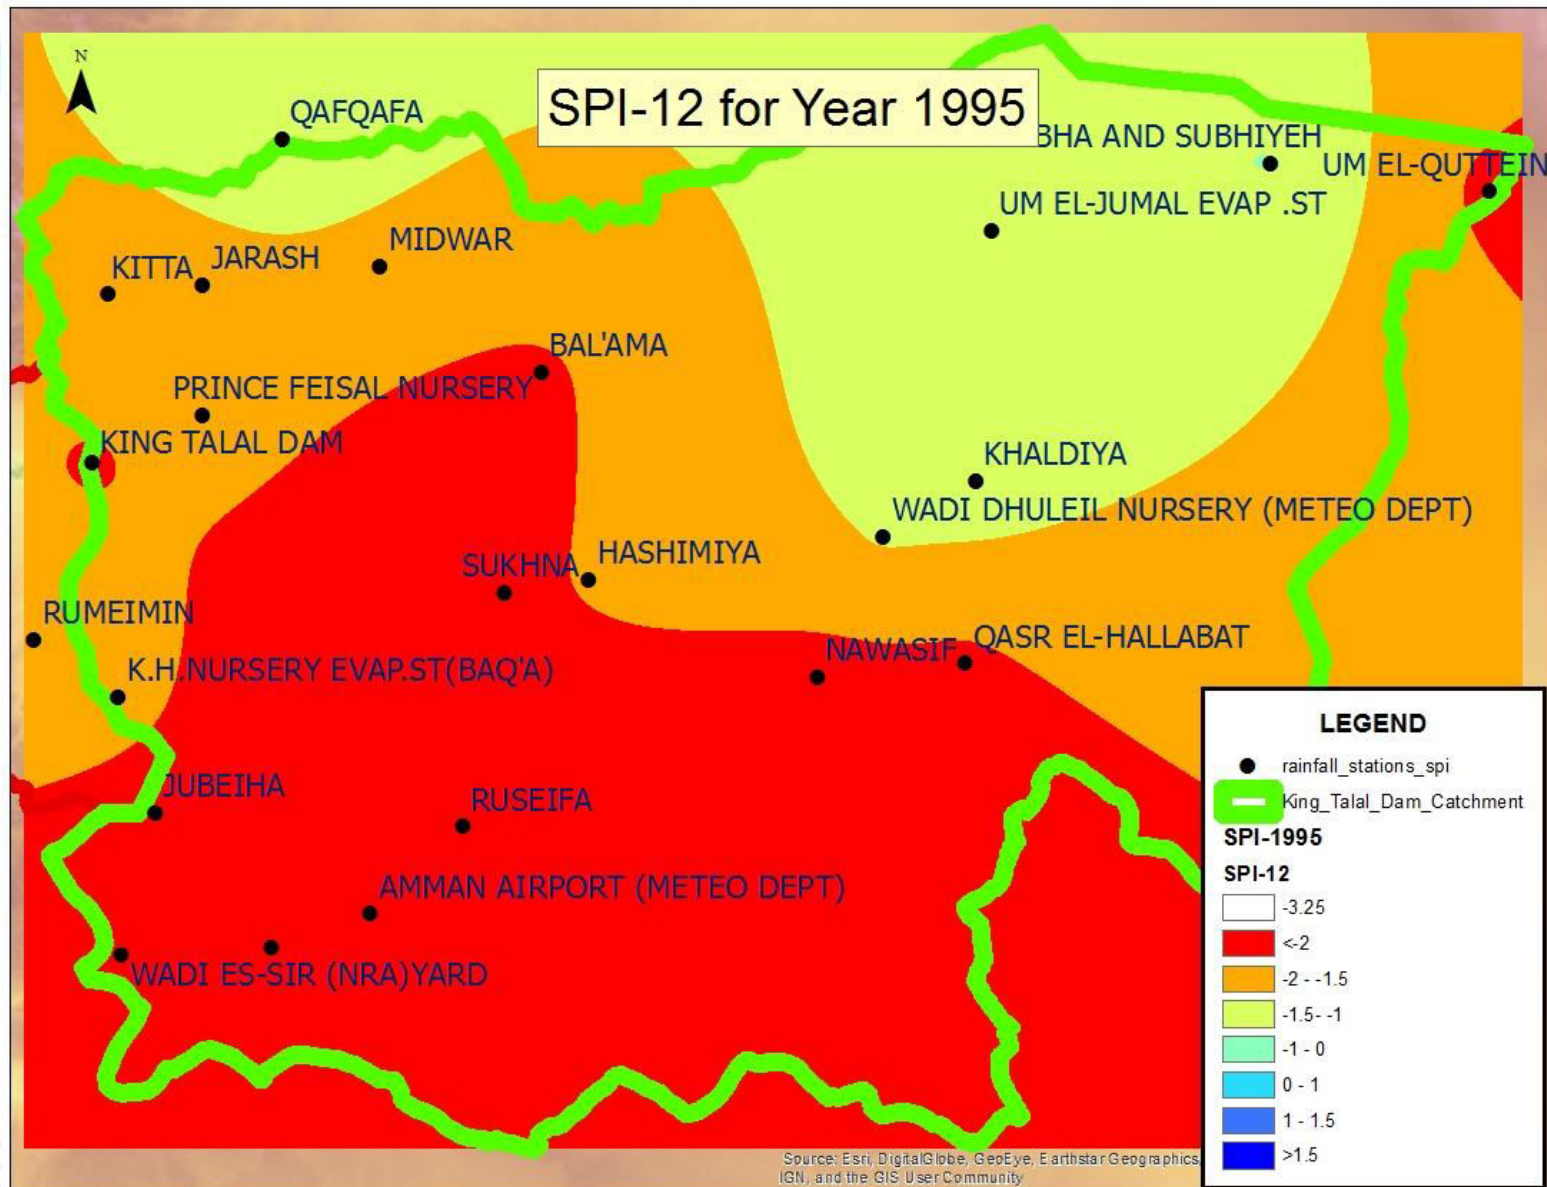 N
SPI-12 for Year 1995
QAFQAFA
BHA AND SUBHIYEH
UM EL-QUTTEIN
UM EL-JUMAL EVAP .ST
MIDWAR
JARASH
KITTA
BAL'AMA
PRINCE FEISAL NURSERY
KING TALAL DAM
KHALDIYA
WADI DHULEIL NURSERY (METEO DEPT)
HASHIMIYA
SUKHNA
RUMEIMIN
NAWASIF
QASR EL-HALLABAT
K.H.NURSERY EVAP.ST(BAQ'A)
JUBEIHA
RUSEIFA
AMMAN AIRPORT (METEO DEPT)
WADI ES-SIR (NRA)YARD
LEGEND
rainfall_stations_spi
King_Talal_Dam_Catchment
SPI-1995
SPI-12
-3.25
<-2
-2 - -1.5
-1.5- -1
-1 - 0
0 - 1
1 - 1.5
>1.5
Source: Esri, DigitalGlobe, GeoEye, Earthstar Geographics,
IGN, and the GIS User Community